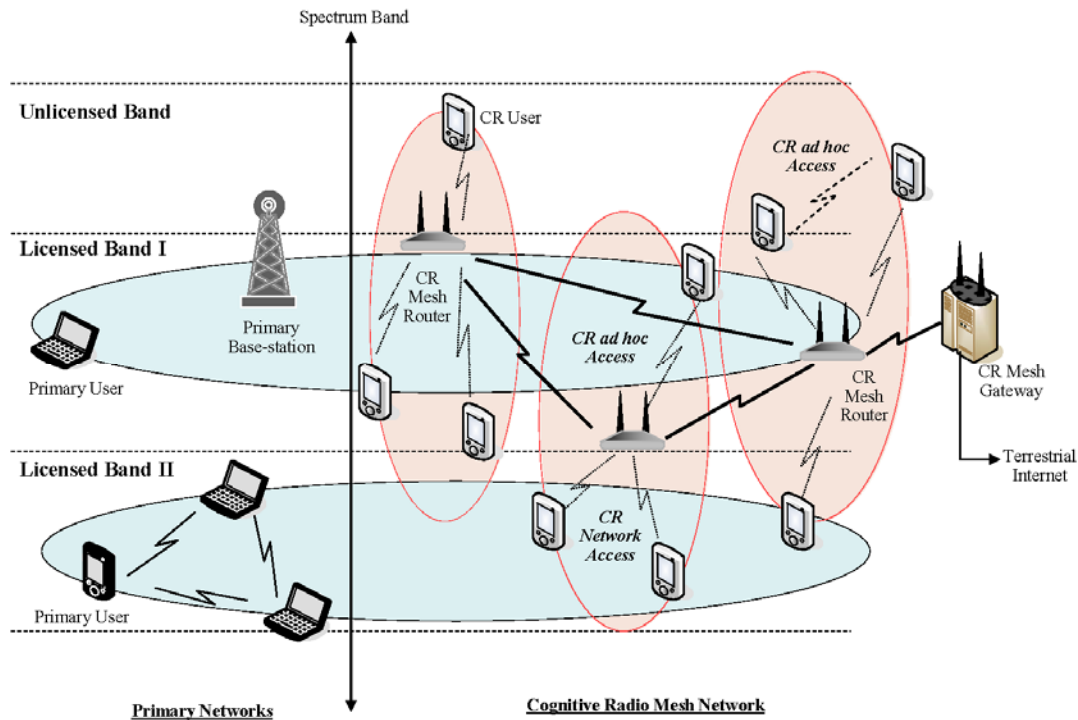 Spectrum Band
Unlicensed Band
CR User
CR ad hoc
Access
Licensed Band I
Primary
Base-station
CR
Mesh
Router
CR ad hoc
Access
Primary User
CR
Mesh
Router
CR Mesh
Gateway
Terrestrial
Internet
Licensed Band II
CR
Network
Access
Primary User
Primary Networks
Cognitive Radio Mesh Network